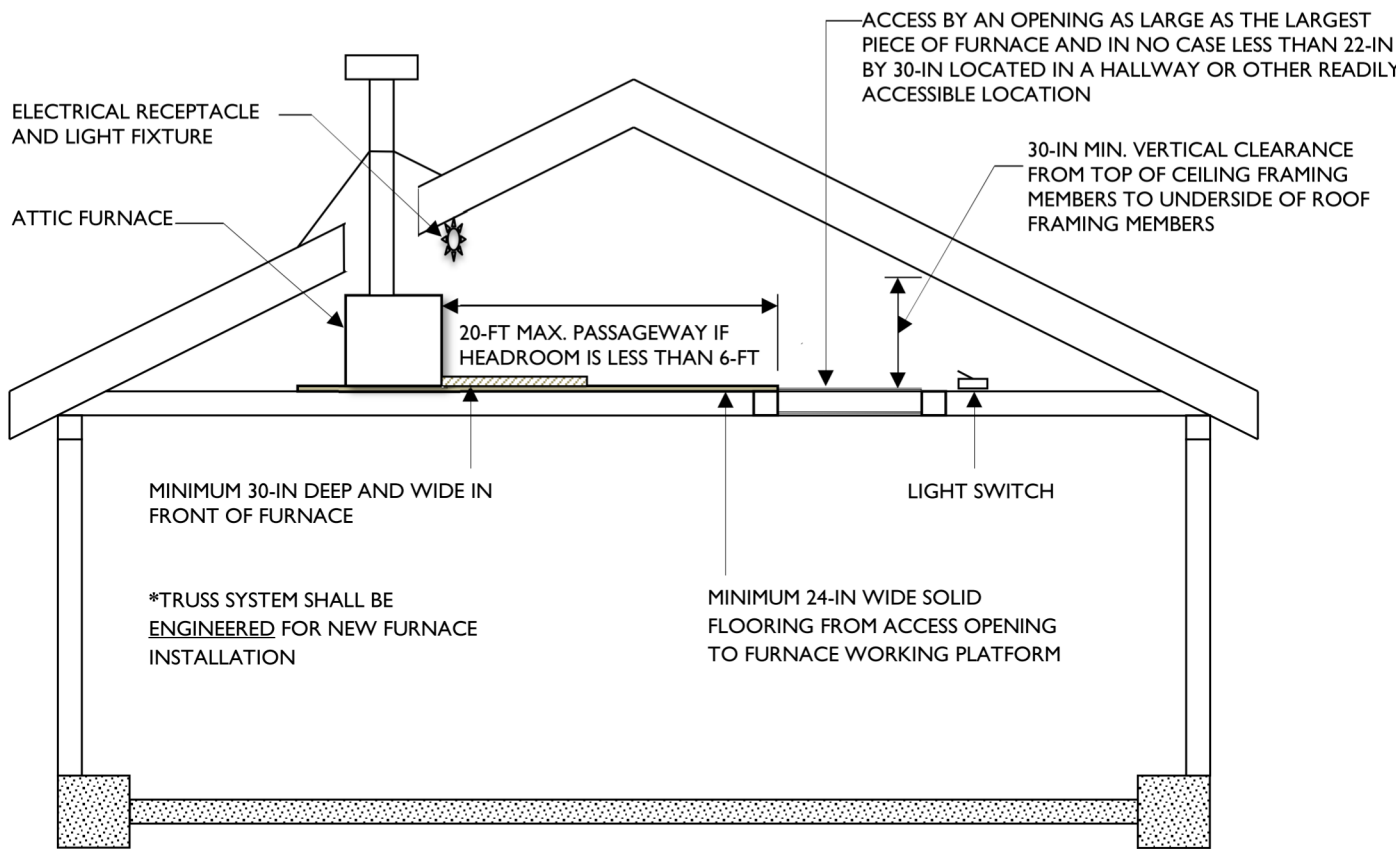 ACCESS BY AN OPENING AS LARGE AS THE LARGEST
PIECE OF FURNACE AND IN NO CASE LESS THAN 22-IN
BY 30-IN LOCATED IN A HALLWAY OR OTHER READILY
ACCESSIBLE LOCATION
ELECTRICAL RECEPTACLE
AND LIGHT FIXTURE
30-IN MIN. VERTICAL CLEARANCE
FROM TOP OF CEILING FRAMING
MEMBERS TO UNDERSIDE OF ROOF
FRAMING MEMBERS
ATTIC FURNACE
20-FT MAX. PASSAGEWAY IF
HEADROOM IS LESS THAN 6-FT
MINIMUM 30-IN DEEP AND WIDE IN
FRONT OF FURNACE
LIGHT SWITCH
*TRUSS SYSTEM SHALL BE
ENGINEERED FOR NEW FURNACE
INSTALLATION
MINIMUM 24-IN WIDE SOLID
FLOORING FROM ACCESS OPENING
TO FURNACE WORKING PLATFORM